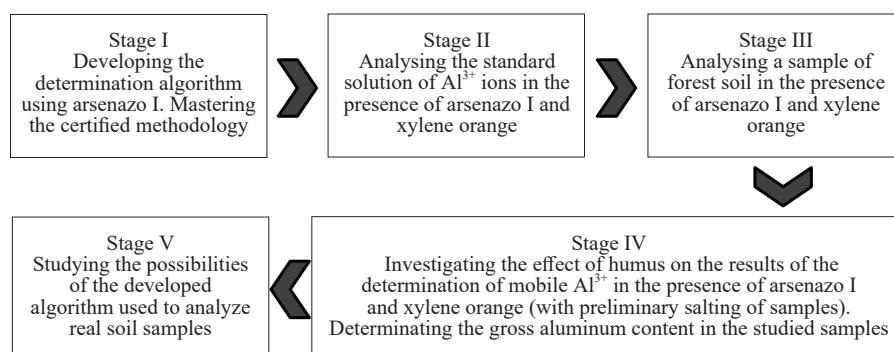 Stage I
Developing the
determination algorithm
using arsenazo I. Mastering
the certified methodology
Stage II
Analysing the standard
solution of Al³⁺ ions in the
presence of arsenazo I and
xylene orange
Stage III
Analysing a sample of
forest soil in the presence
of arsenazo I and xylene
orange
Stage IV
Investigating the effect of humus on the results of the
determination of mobile Al³⁺ in the presence of arsenazo I
and xylene orange (with preliminary salting of samples).
Determinating the gross aluminum content in the studied samples
Stage V
Studying the possibilities
of the developed
algorithm used to analyze
real soil samples